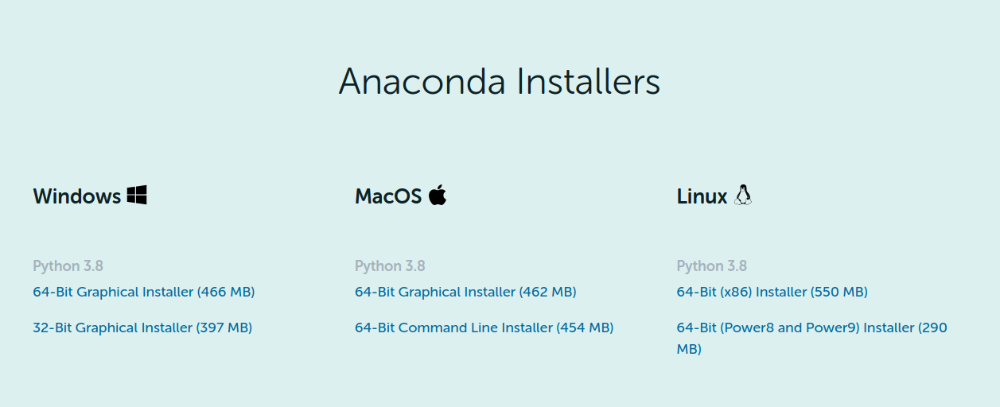 Anaconda Installers
Windows
Python 3.8
64-Bit Graphical Installer (466 MB)
32-Bit Graphical Installer (397 MB)
MacOS
Python 3.8
64-Bit Graphical Installer (462 MB)
64-Bit Command Line Installer (454 MB)
Linux
Python 3.8
64-Bit (x86) Installer (550 MB)
64-Bit (Power8 and Power9) Installer (290
MB)